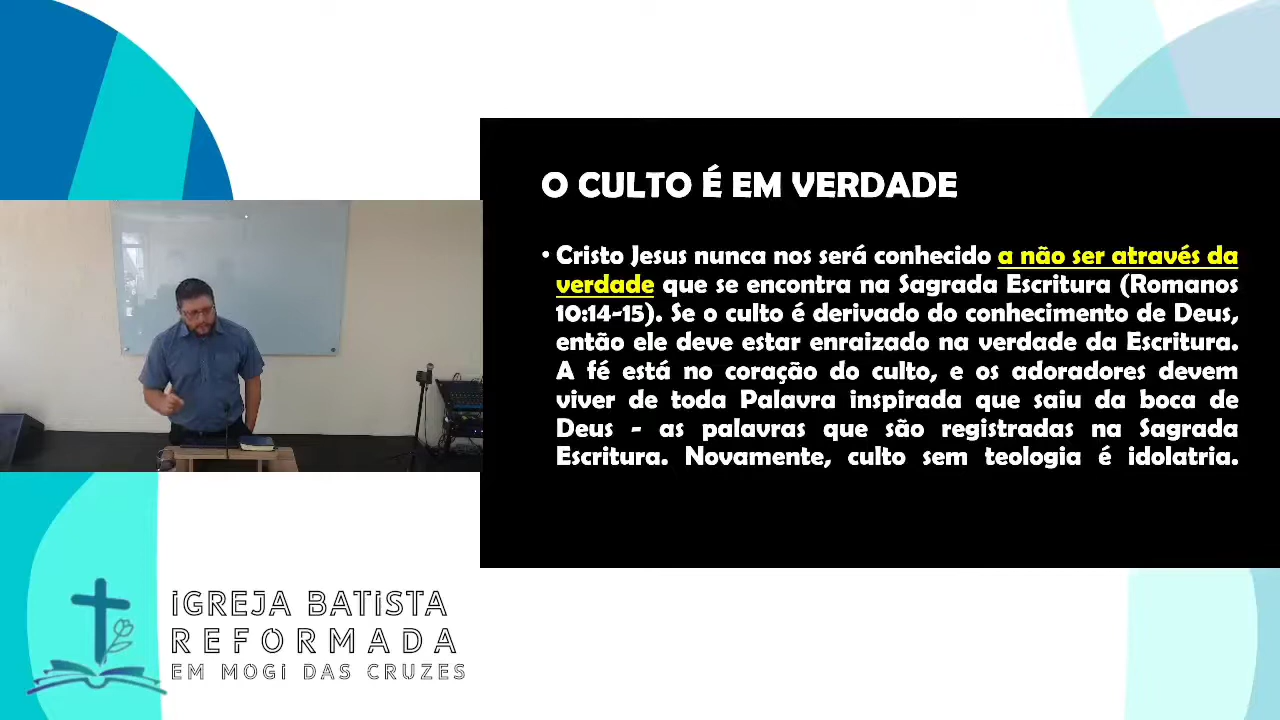 O CULTO É EM VERDADE
• Cristo Jesus nunca nos será conhecido a não ser através da
verdade que se encontra na Sagrada Escritura (Romanos
10:14-15). Se o culto é derivado do conhecimento de Deus,
então ele deve estar enraizado na verdade da Escritura.
A fé está no coração do culto, e os adoradores devem
viver de toda Palavra inspirada que saiu da boca de
Deus - as palavras que são registradas na Sagrada
Escritura. Novamente, culto sem teologia é idolatria.
iGREJA BATiSTA
REFORMADA
EM MOGi DAS CRUZES